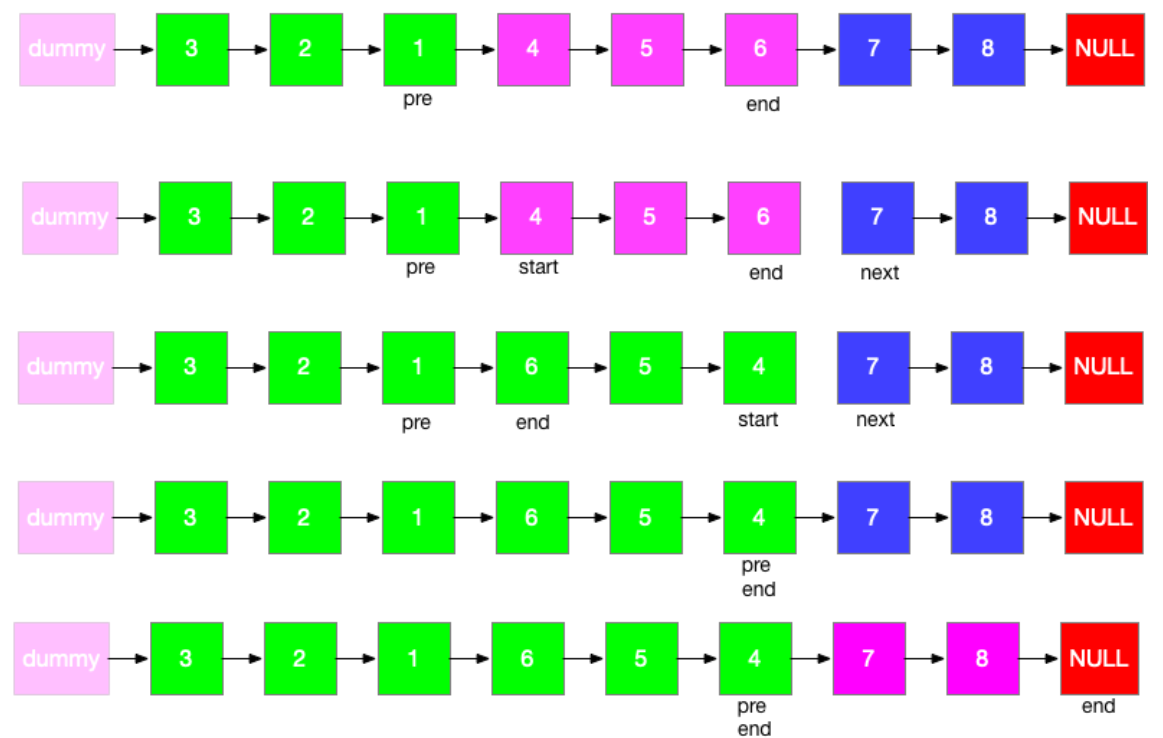 dummy 3 2 1 4 5 6 7 8 NULL
pre end
dummy 3 2 1 4 5 6 7 8 NULL
pre start end next
dummy 3 2 1 6 5 4 7 8 NULL
pre end start next
dummy 3 2 1 6 5 4 7 8 NULL
pre
end
dummy 3 2 1 6 5 4 7 8 NULL
pre end
end